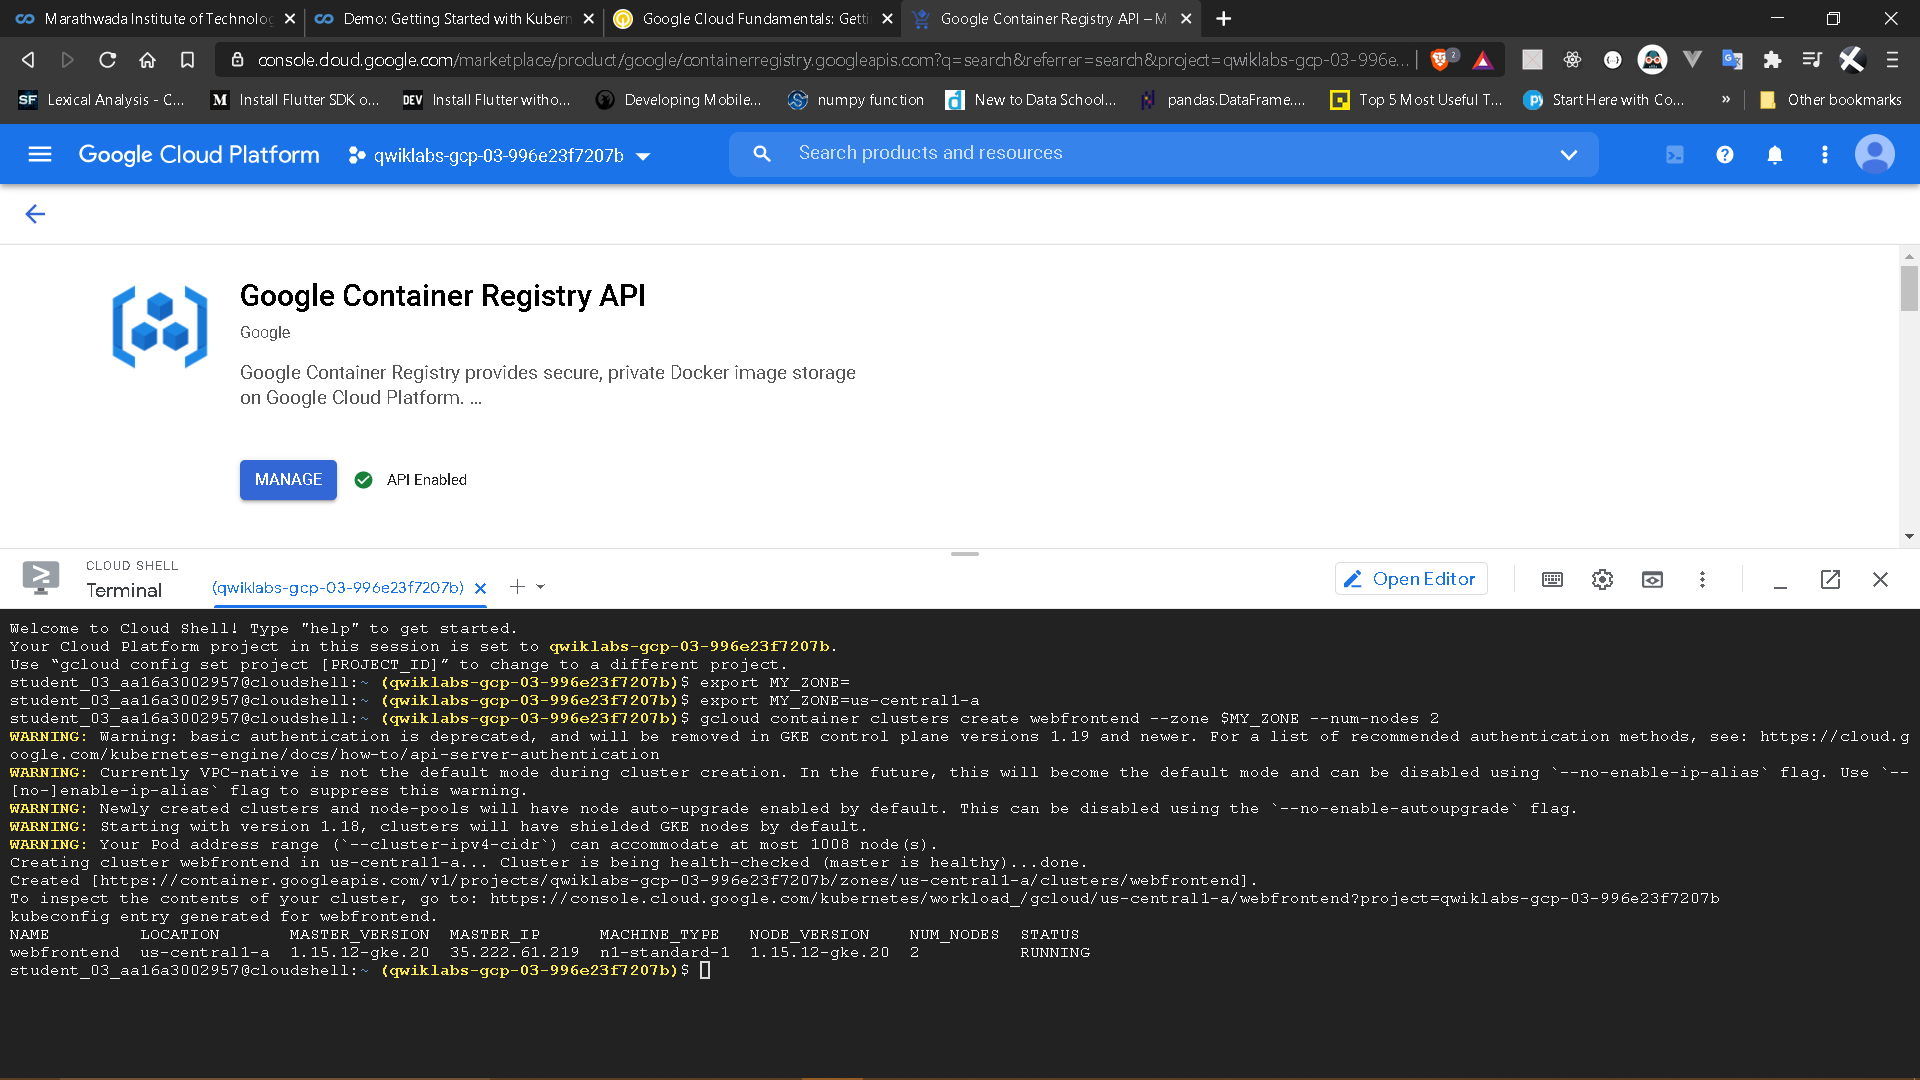 Marathwada Institute of Technolog
Demo: Getting Started with Kubern
Google Cloud Fundamentals: Getti
Google Container Registry API – M
console.cloud.google.com/marketplace/product/google/containerregistry.googleapis.com?q=search&referrer=search&project=qwiklabs-gcp-03-996e...
2
SF Lexical Analysis - C...
M Install Flutter SDK o...
DEV Install Flutter witho...
Developing Mobile...
numpy function
d New to Data School...
pandas.DataFrame....
Top 5 Most Useful T...
Start Here with Co...
»
Other bookmarks
Google Cloud Platform
qwiklabs-gcp-03-996e23f7207b
Search products and resources
Google Container Registry API
Google
Google Container Registry provides secure, private Docker image storage
on Google Cloud Platform. ...
MANAGE
API Enabled
CLOUD SHELL
Terminal
(qwiklabs-gcp-03-996e23f7207b)
Open Editor
Welcome to Cloud Shell! Type "help" to get started.
Your Cloud Platform project in this session is set to qwiklabs-gcp-03-996e23f7207b.
Use “gcloud config set project [PROJECT_ID]” to change to a different project.
student_03_aa16a3002957@cloudshell:~ (qwiklabs-gcp-03-996e23f7207b)$ export MY_ZONE=
student_03_aa16a3002957@cloudshell:~ (qwiklabs-gcp-03-996e23f7207b)$ export MY_ZONE=us-central1-a
student_03_aa16a3002957@cloudshell:~ (qwiklabs-gcp-03-996e23f7207b)$ gcloud container clusters create webfrontend --zone $MY_ZONE --num-nodes 2
WARNING: Warning: basic authentication is deprecated, and will be removed in GKE control plane versions 1.19 and newer. For a list of recommended authentication methods, see: https://cloud.g
oogle.com/kubernetes-engine/docs/how-to/api-server-authentication
WARNING: Currently VPC-native is not the default mode during cluster creation. In the future, this will become the default mode and can be disabled using `--no-enable-ip-alias` flag. Use `--
[no-]enable-ip-alias` flag to suppress this warning.
WARNING: Newly created clusters and node-pools will have node auto-upgrade enabled by default. This can be disabled using the `--no-enable-autoupgrade` flag.
WARNING: Starting with version 1.18, clusters will have shielded GKE nodes by default.
WARNING: Your Pod address range (`--cluster-ipv4-cidr`) can accommodate at most 1008 node(s).
Creating cluster webfrontend in us-central1-a... Cluster is being health-checked (master is healthy)...done.
Created [https://container.googleapis.com/v1/projects/qwiklabs-gcp-03-996e23f7207b/zones/us-central1-a/clusters/webfrontend].
To inspect the contents of your cluster, go to: https://console.cloud.google.com/kubernetes/workload_/gcloud/us-central1-a/webfrontend?project=qwiklabs-gcp-03-996e23f7207b
kubeconfig entry generated for webfrontend.
NAME LOCATION MASTER_VERSION MASTER_IP MACHINE_TYPE NODE_VERSION NUM_NODES STATUS
webfrontend us-central1-a 1.15.12-gke.20 35.222.61.219 n1-standard-1 1.15.12-gke.20 2 RUNNING
student_03_aa16a3002957@cloudshell:~ (qwiklabs-gcp-03-996e23f7207b)$